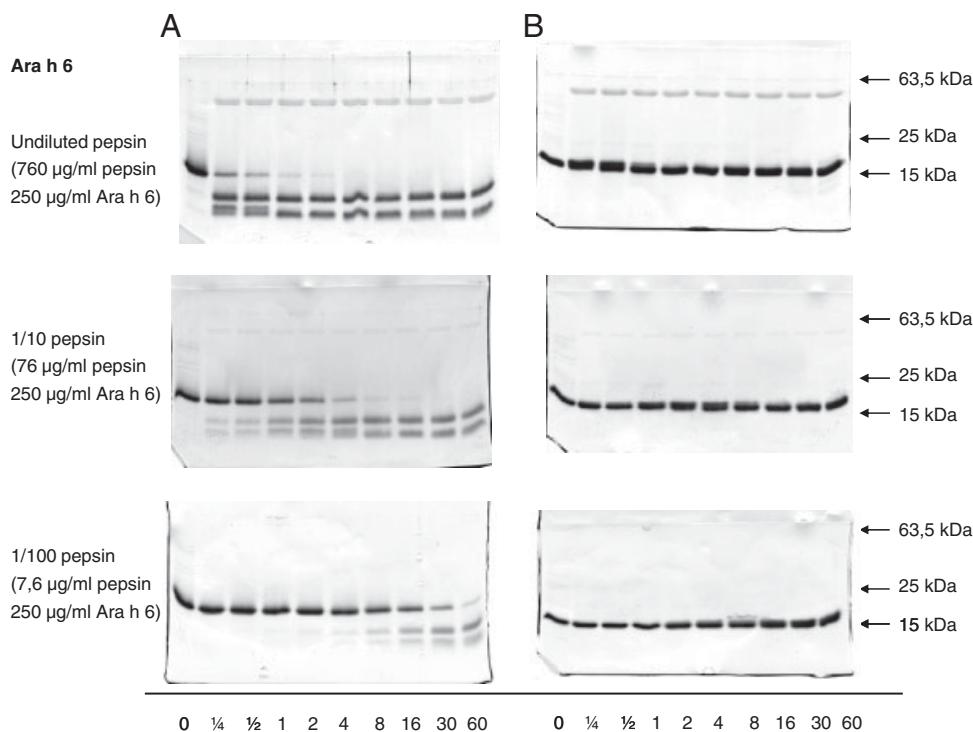 A
B
Ara h 6
Undiluted pepsin
(760 µg/ml pepsin
250 µg/ml Ara h 6)
63,5 kDa
25 kDa
15 kDa
1/10 pepsin
(76 µg/ml pepsin
250 µg/ml Ara h 6)
63,5 kDa
25 kDa
15 kDa
1/100 pepsin
(7,6 µg/ml pepsin
250 µg/ml Ara h 6)
63,5 kDa
25 kDa
15 kDa
0 ¼ ½ 1 2 4 8 16 30 60 0 ¼ ½ 1 2 4 8 16 30 60